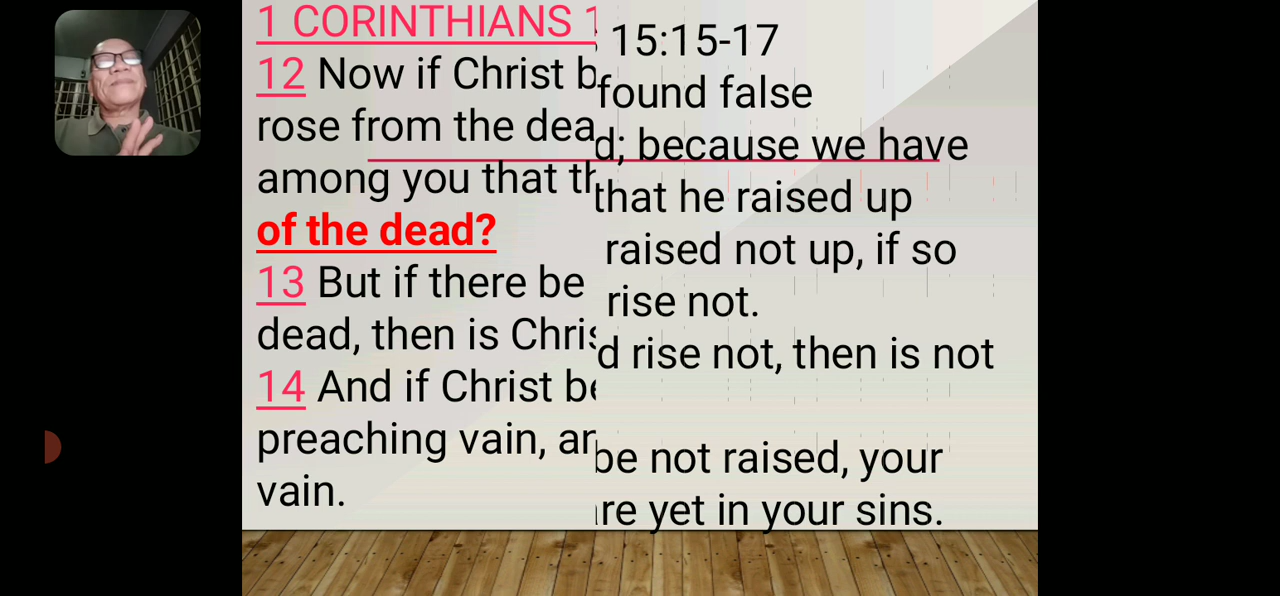 1 CORINTHIANS 1
12 Now if Christ b
rose from the dea
among you that th
of the dead?
13 But if there be
dead, then is Chris
14 And if Christ be
preaching vain, an
vain.
15:15-17
found false
d; because we have
that he raised up
raised not up, if so
rise not.
d rise not, then is not
be not raised, your
are yet in your sins.